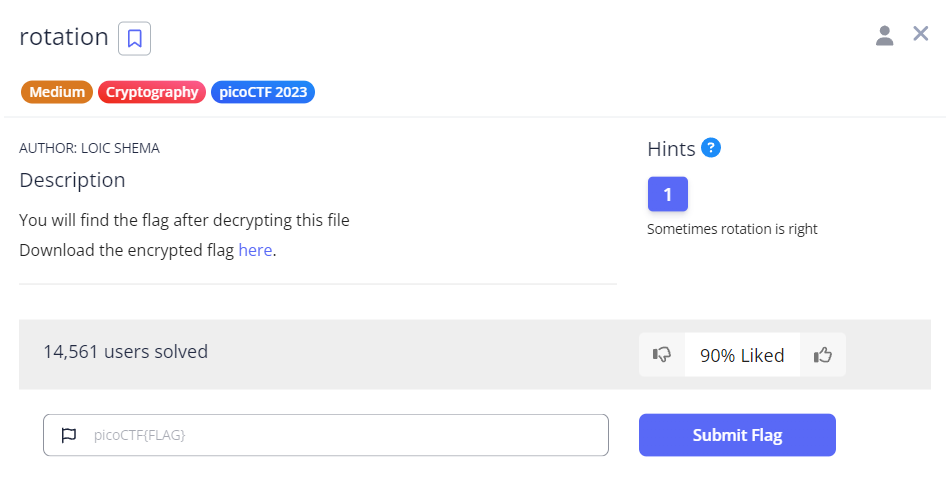 rotation
Medium Cryptography picoCTF 2023
AUTHOR: LOIC SHEMA
Description
You will find the flag after decrypting this file
Download the encrypted flag here.
Hints ?
1
Sometimes rotation is right
14,561 users solved
90% Liked
picoCTF{FLAG}
Submit Flag